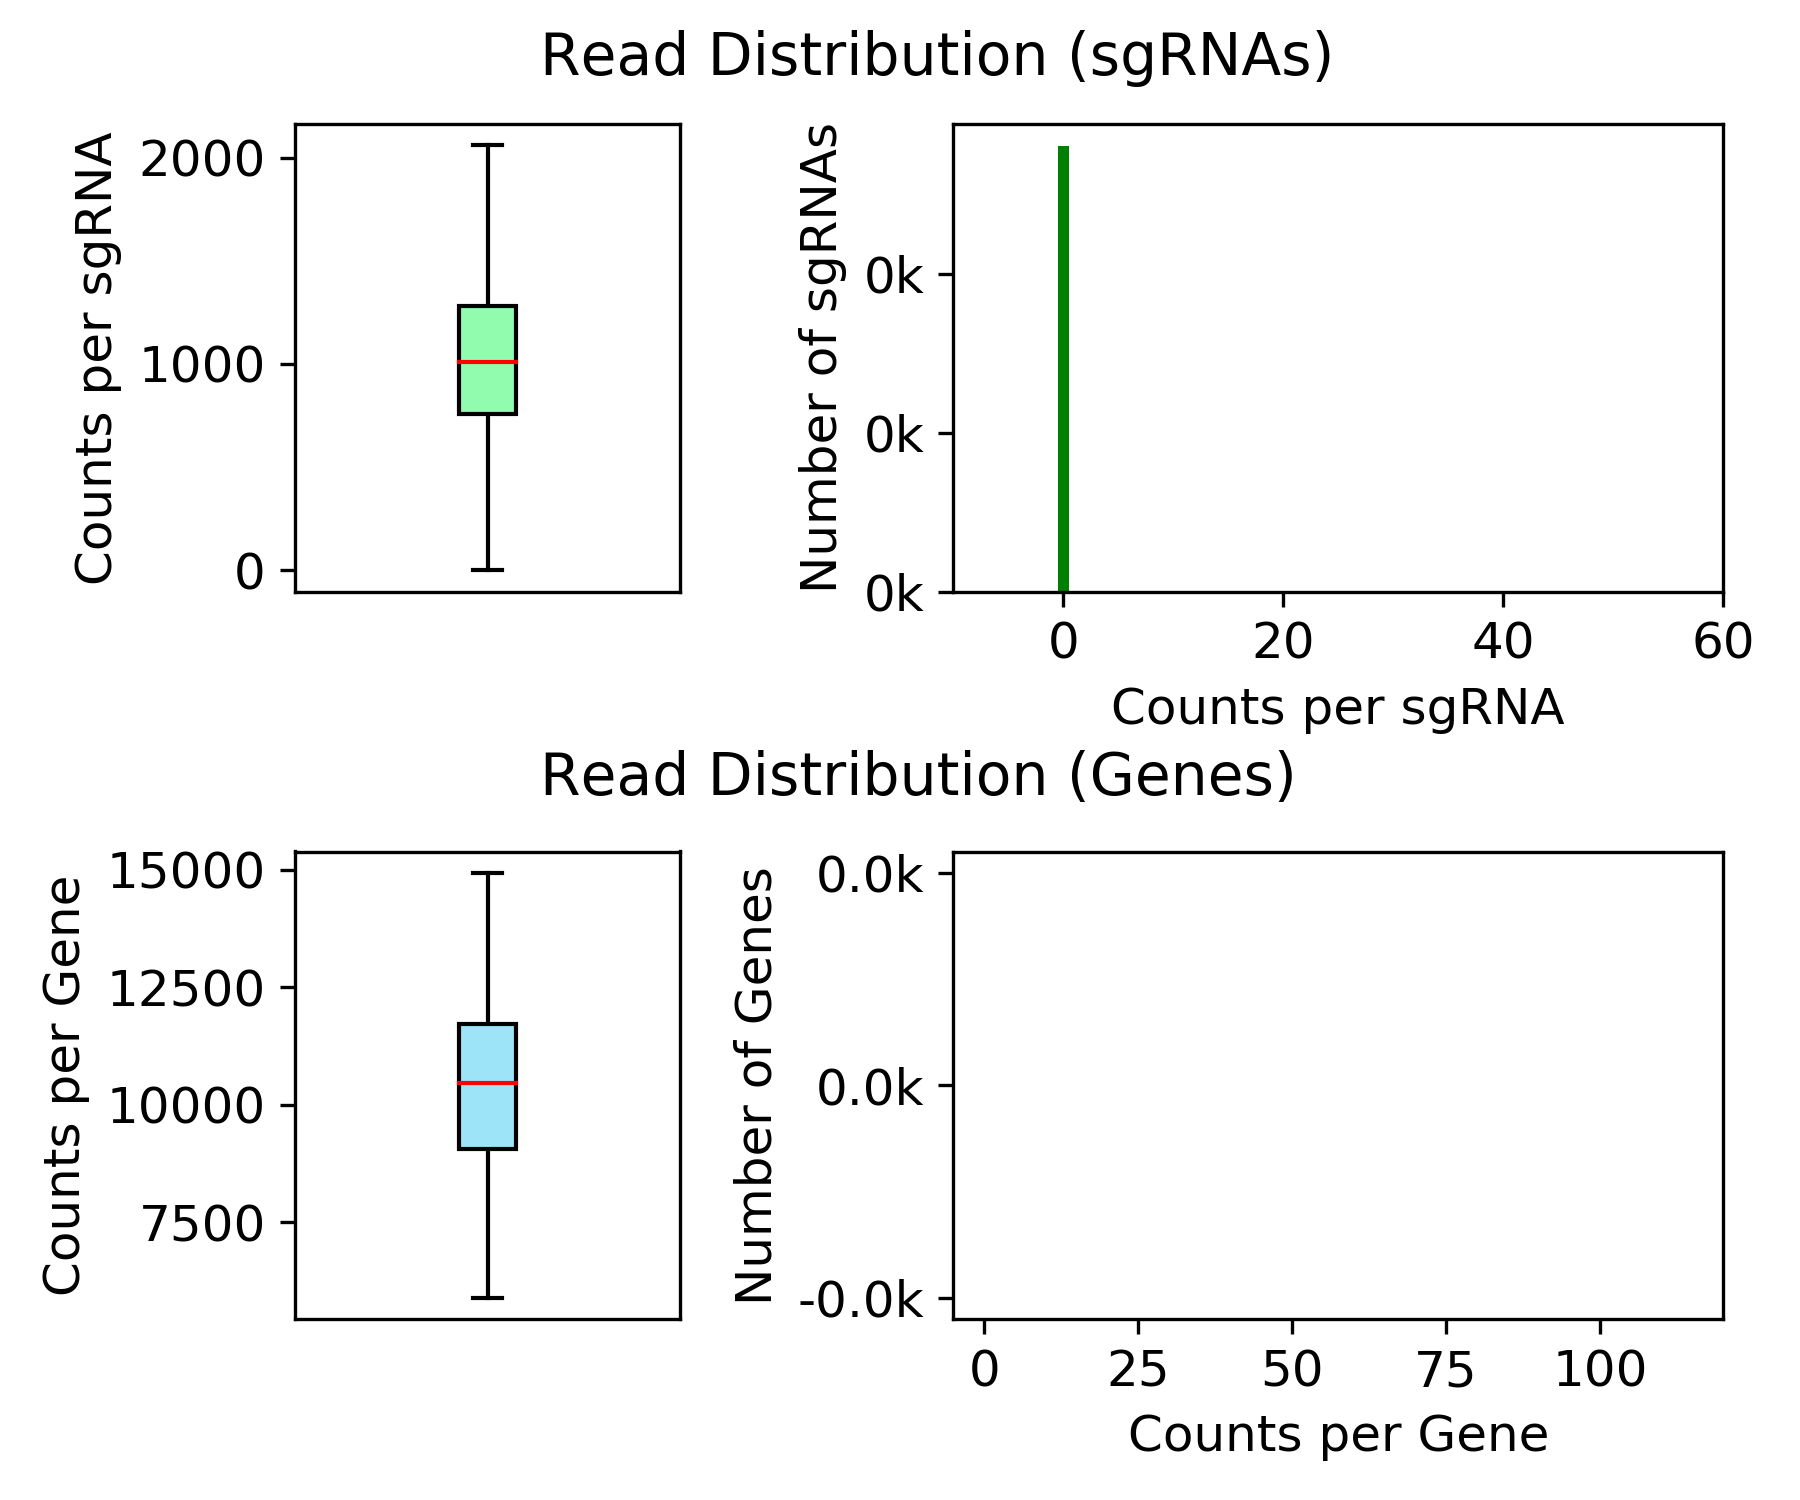 Read Distribution (sgRNAs)
Counts per sgRNA
2000
1000
0
Number of sgRNAs
0k
0k
0k
0
20
40
60
Counts per sgRNA
Read Distribution (Genes)
Counts per Gene
15000
12500
10000
7500
Number of Genes
0.0k
0.0k
-0.0k
0
25
50
75
100
Counts per Gene